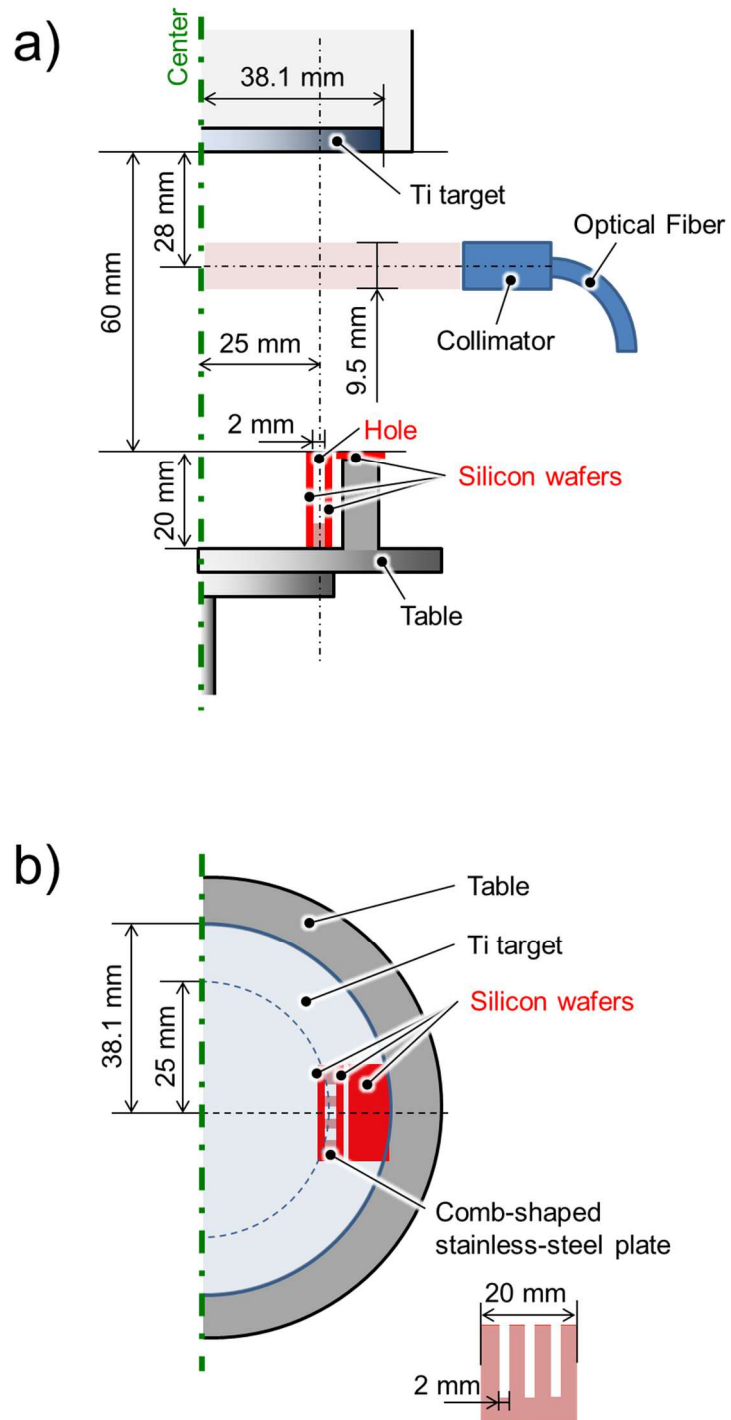 a)
Center
38.1 mm
Ti target
28 mm
Optical Fiber
60 mm
Collimator
25 mm
9.5 mm
2 mm
Hole
Silicon wafers
20 mm
Table
b)
Table
Ti target
Silicon wafers
38.1 mm
25 mm
Comb-shaped
stainless-steel plate
20 mm
2 mm